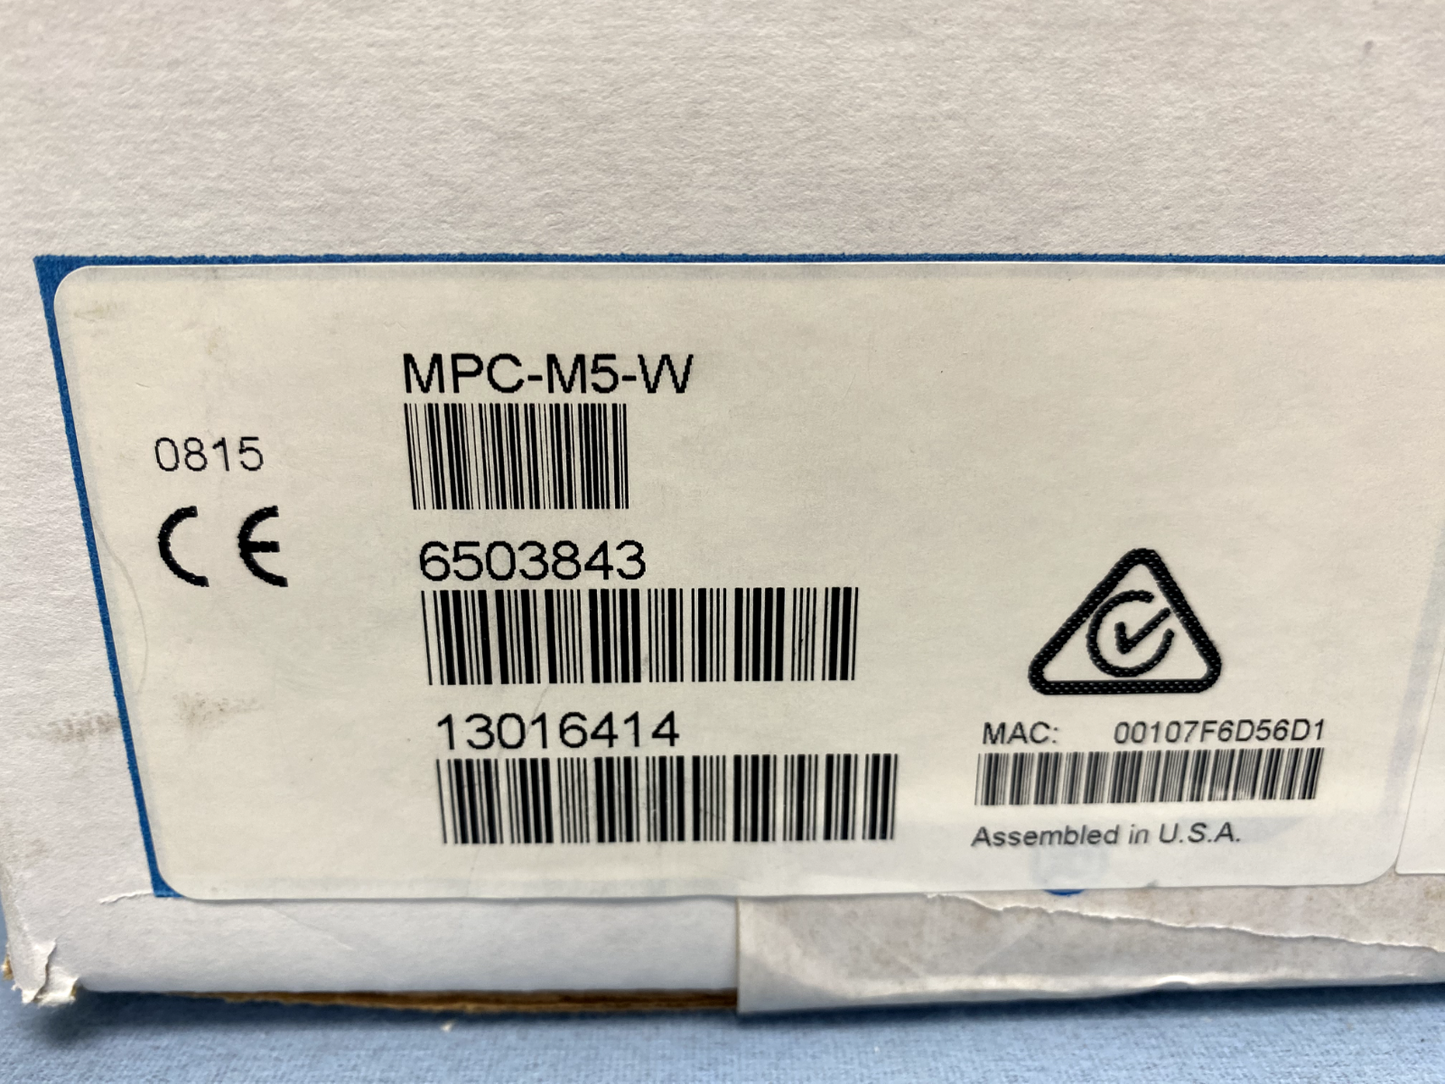 MPC-M5-W
0815
CE
6503843
13016414
MAC: 00107F6D56D1
Assembled in U.S.A.